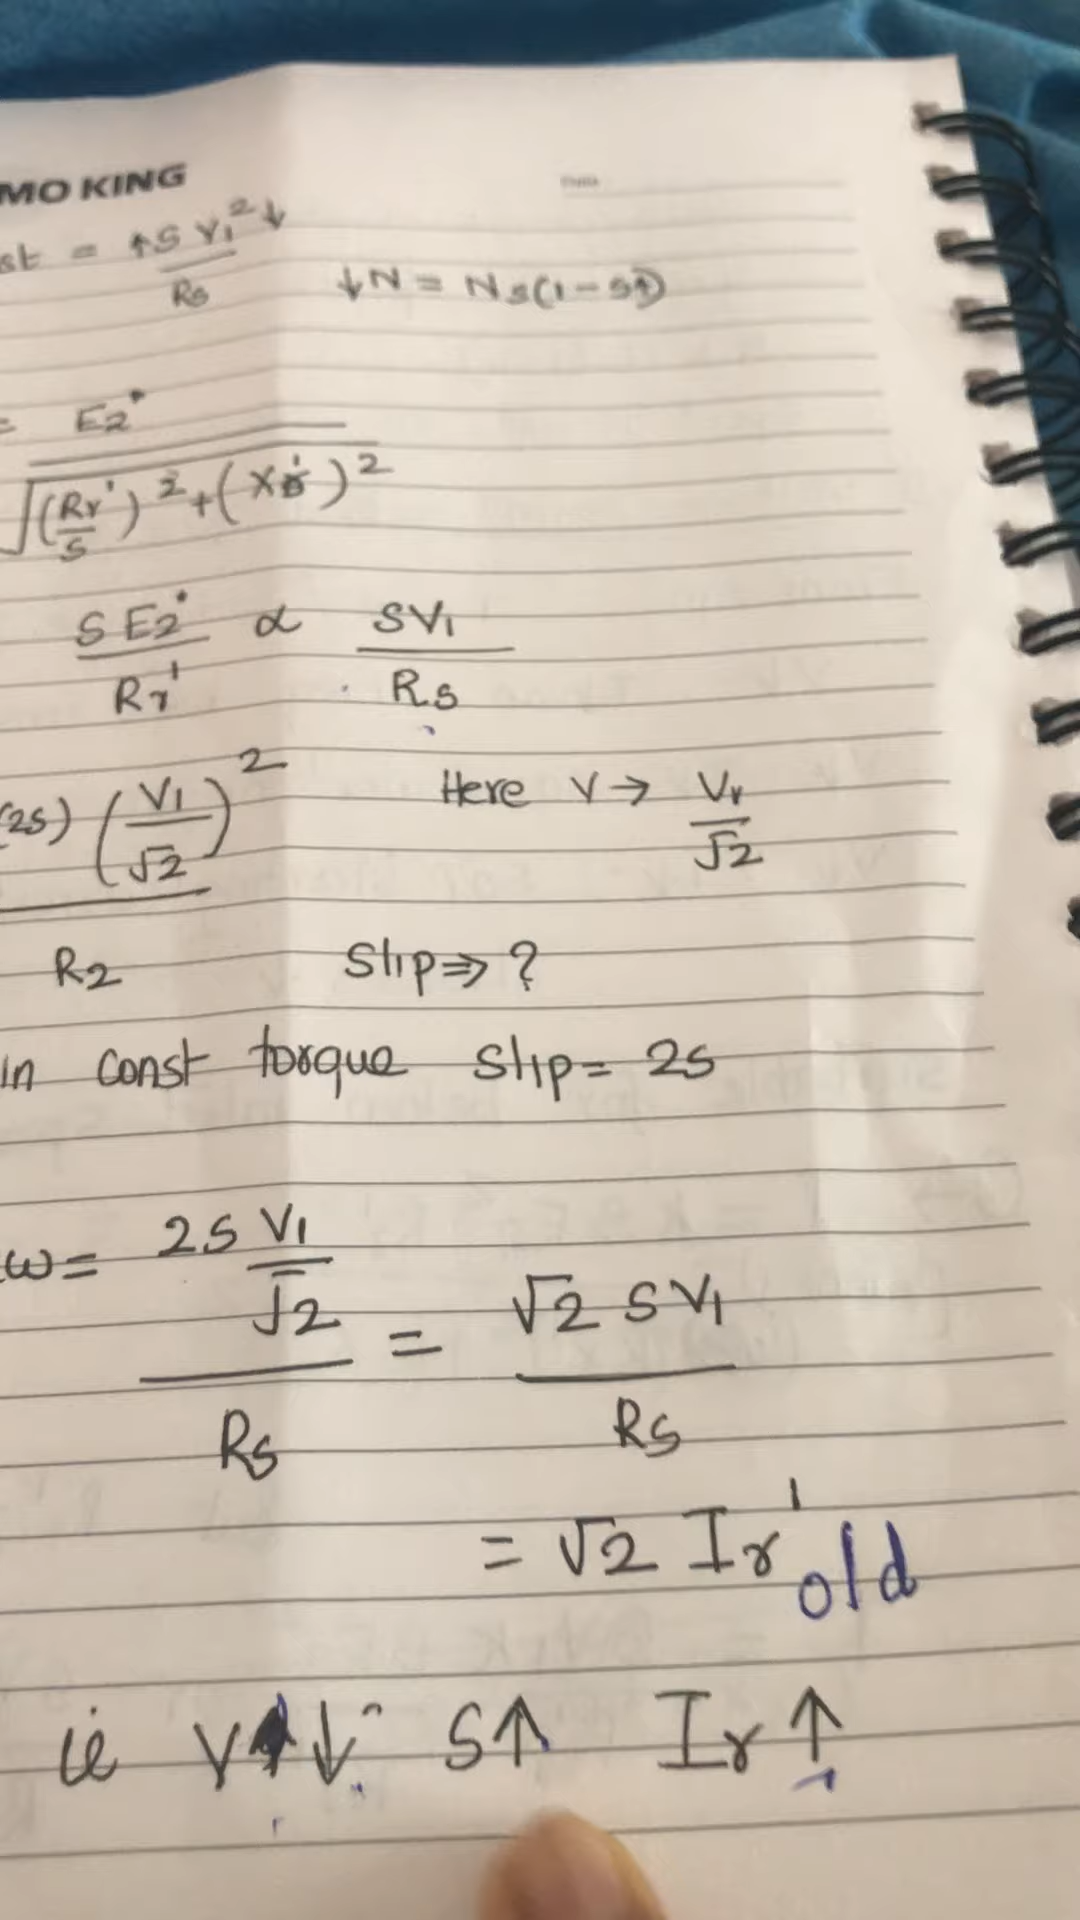 MO KING
st = ↑S V₁²↓
Rs
↓N = Ns(1-s↑)
= E2'
√(Rr'/S)² + (X')²
S E2' ∝ SV₁
Rr' Rs
(2s) (V₁/√2)²
Here V → V₁/√2
R2
Slip ⇒ ?
in const torque Slip = 2s
ω = 2S V₁/√2 = √2 S V₁
Rs Rs
= √2 Ir' old
ie V↓ S↑ Ir↑